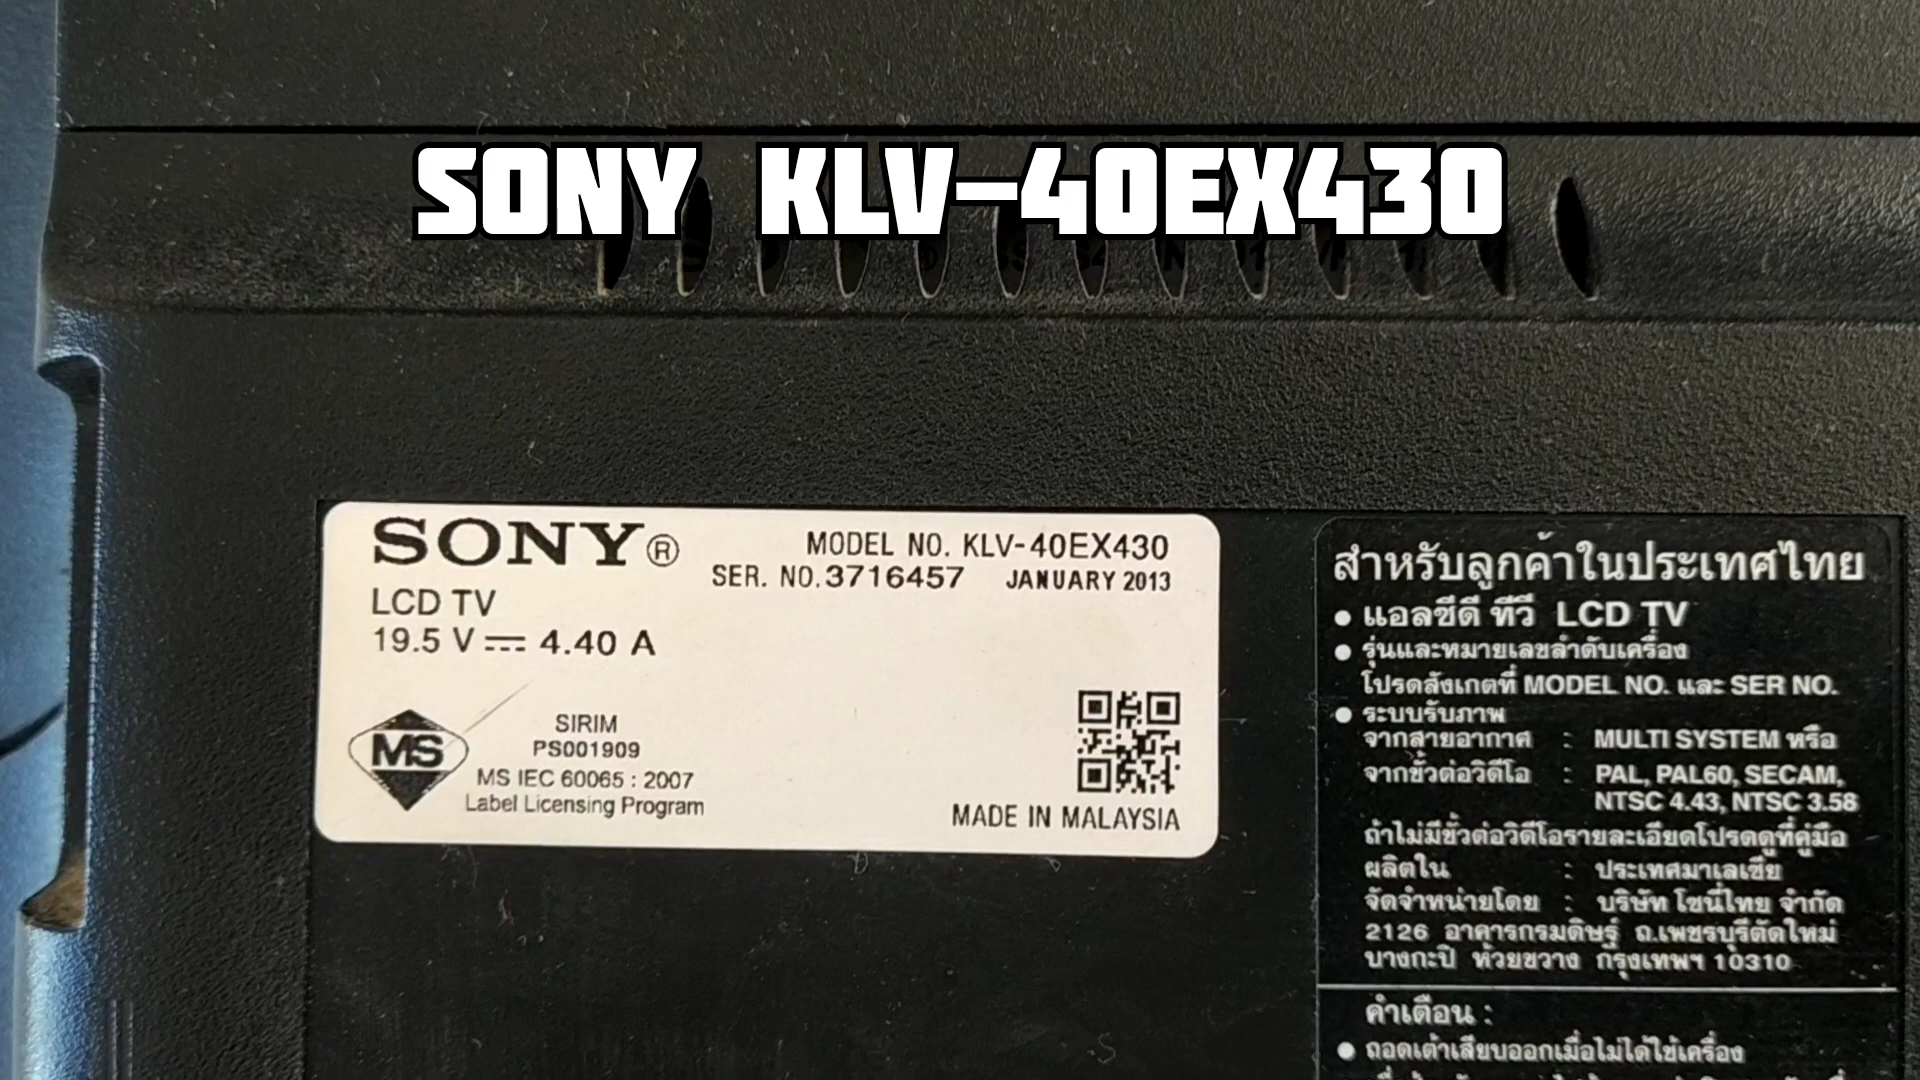 SONY KLV-40EX430
SONY®
MODEL NO. KLV-40EX430
SER. NO. 3716457 JANUARY 2013
LCD TV
19.5 V 4.40 A
MS
SIRIM
PS001909
MS IEC 60065 : 2007
Label Licensing Program
MADE IN MALAYSIA
สำหรับลูกค้าในประเทศไทย
● แอลซีดี ทีวี LCD TV
● รุ่นและหมายเลขลำดับเครื่อง
โปรดสังเกตที่ MODEL NO. และ SER NO.
● ระบบรับภาพ
จากสายอากาศ : MULTI SYSTEM หรือ
จากขั้วต่อวิดีโอ : PAL, PAL60, SECAM,
NTSC 4.43, NTSC 3.58
ถ้าไม่มีขั้วต่อวิดีโอรายละเอียดโปรดดูที่คู่มือ
ผลิตใน : ประเทศมาเลเซีย
จัดจำหน่ายโดย : บริษัท โซนี่ไทย จำกัด
2126 อาคารกรมดิษฐ์ ถ.เพชรบุรีตัดใหม่
บางกะปิ ห้วยขวาง กรุงเทพฯ 10310
คำเตือน :
● ถอดเต้าเสียบออกเมื่อไม่ได้ใช้เครื่อง